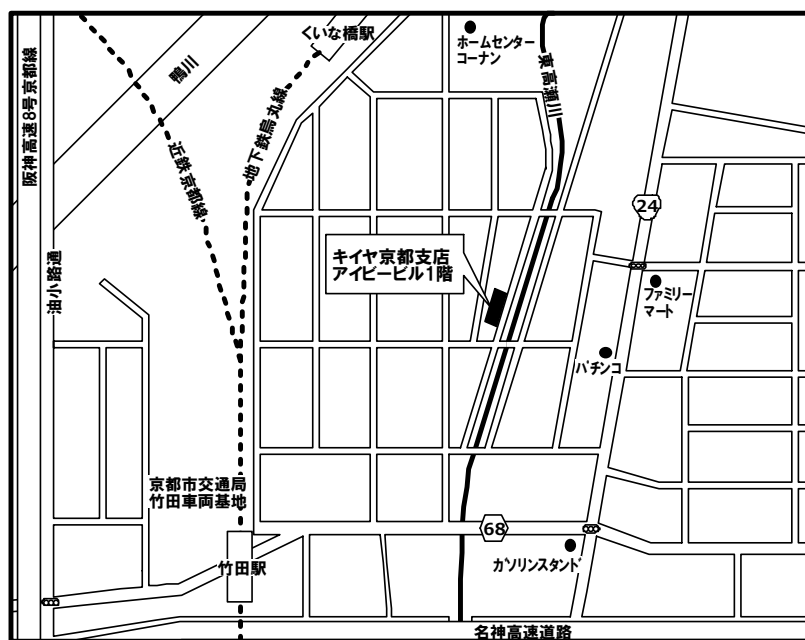 くいな橋駅
ホームセンター
コーナン
阪神高速8号京都線
鴨川
東高瀬川
地下鉄烏丸線
近鉄京都線
24
キイヤ京都支店
アイビービル1階
油小路通
ファミリー
マート
パチンコ
京都市交通局
竹田車両基地
68
竹田駅
ガソリンスタンド
名神高速道路